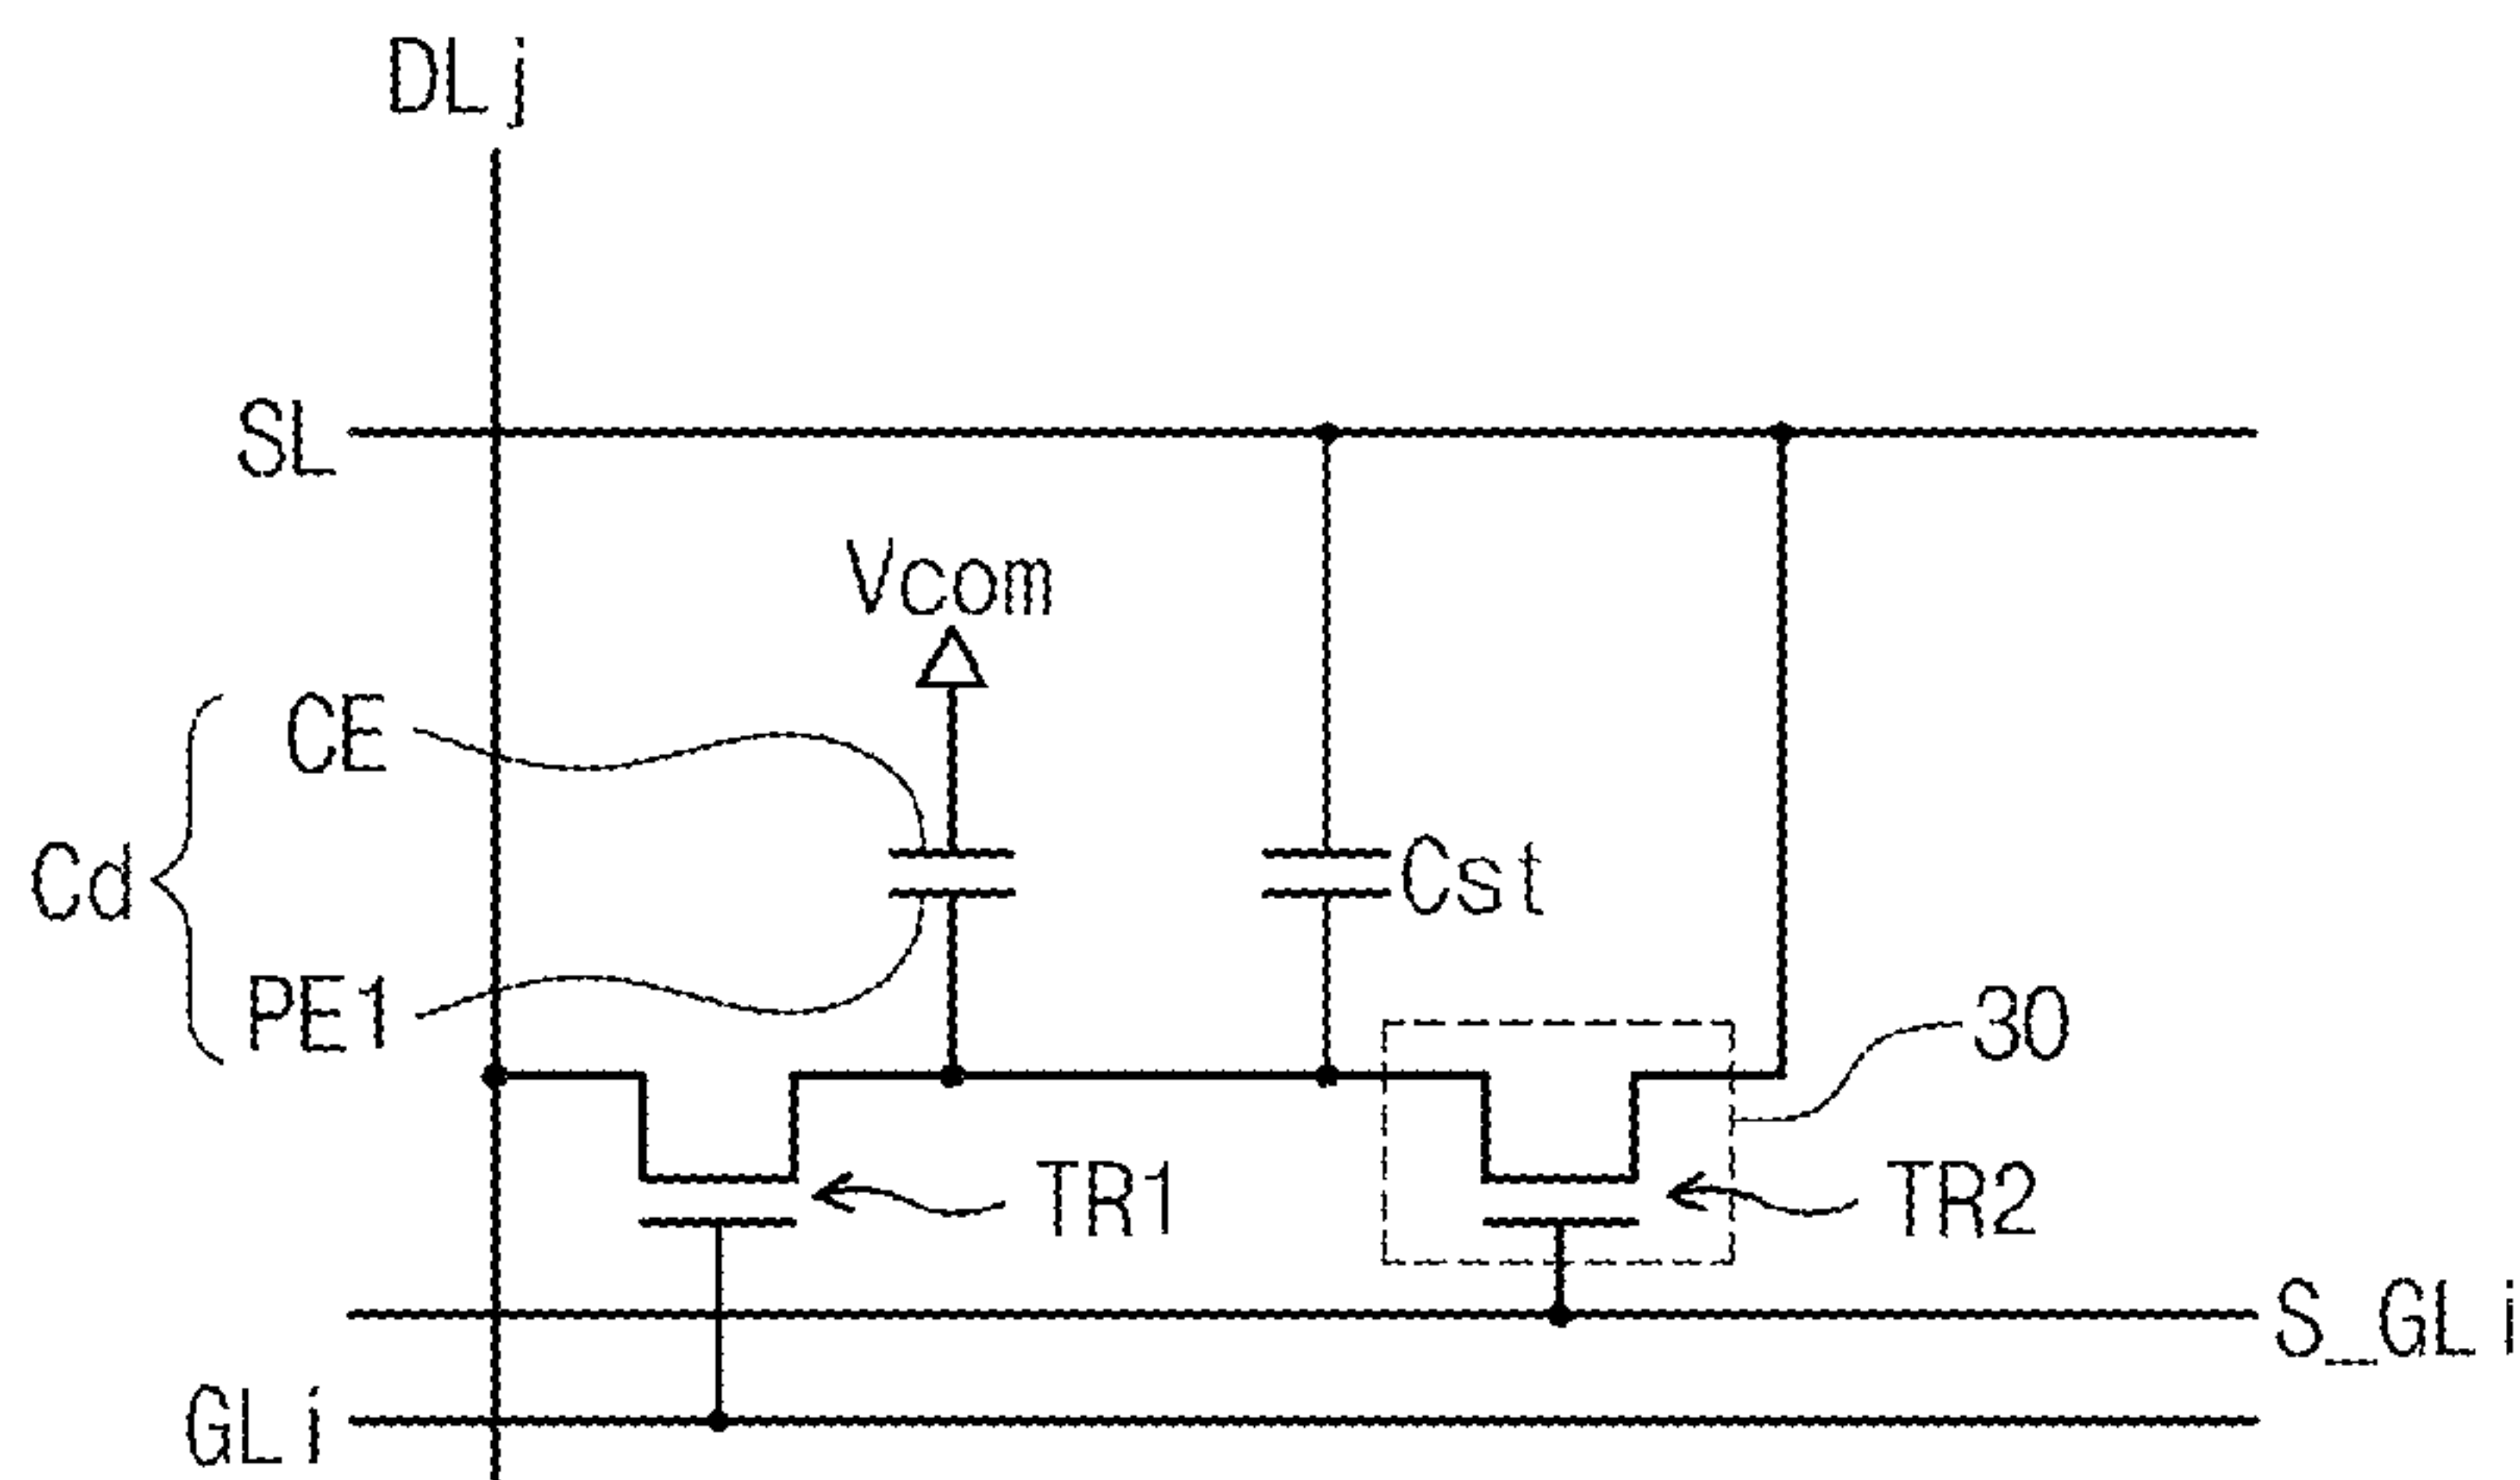 DLj
SL
Vcom
CE
Cd
Cst
PE1
30
TR1
TR2
S_GLi
GLi